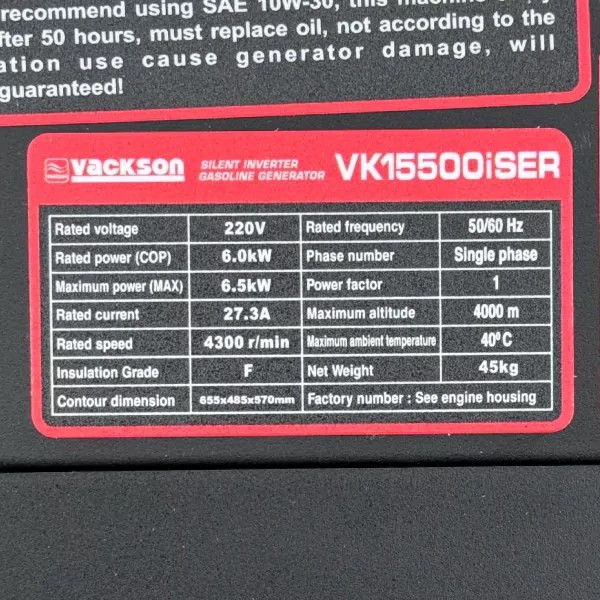 recommend using SAE 10W-30, this machine
after 50 hours, must replace oil, not according to the
ation use cause generator damage, will
guaranteed!
vackson SILENT INVERTER GASOLINE GENERATOR VK15500iSER
Rated voltage 220V Rated frequency 50/60 Hz
Rated power (COP) 6.0kW Phase number Single phase
Maximum power (MAX) 6.5kW Power factor 1
Rated current 27.3A Maximum altitude 4000 m
Rated speed 4300 r/min Maximum ambient temperature 40°C
Insulation Grade F Net Weight 45kg
Contour dimension 655x485x570mm Factory number : See engine housing